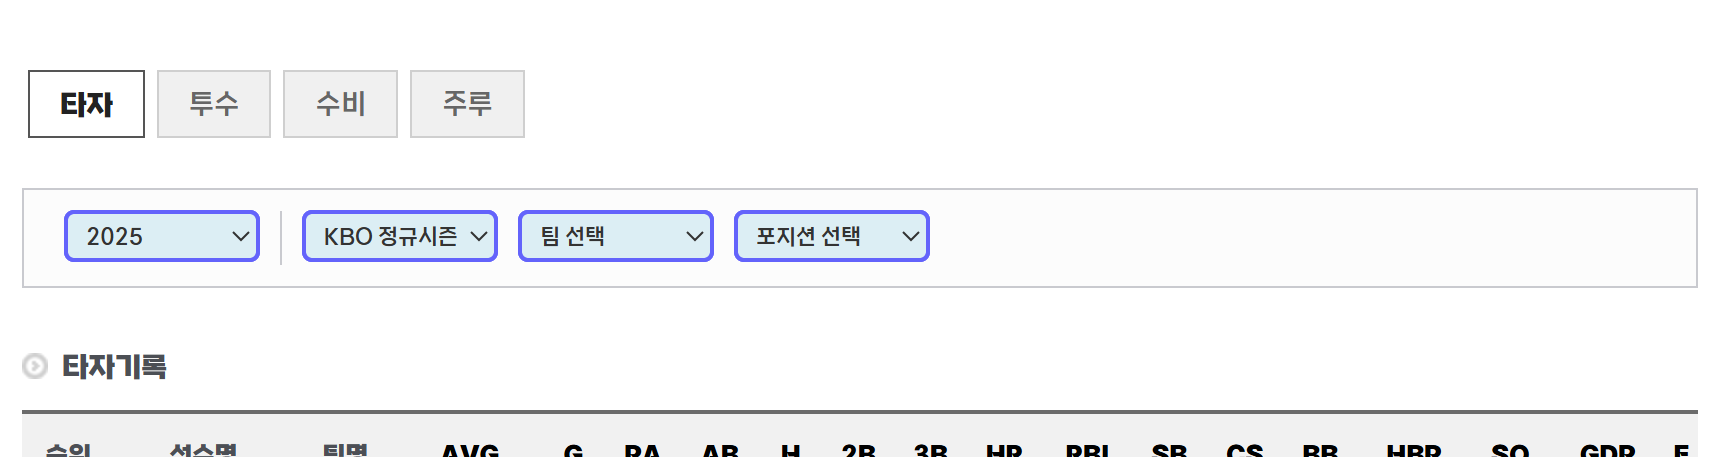 타자 투수 수비 주루
2025 KBO 정규시즌 팀 선택 포지션 선택
타자기록
순위 선수명 팀명 AVG G PA AB H 2B 3B HR RBI SB CS BB HBP SO GDP E